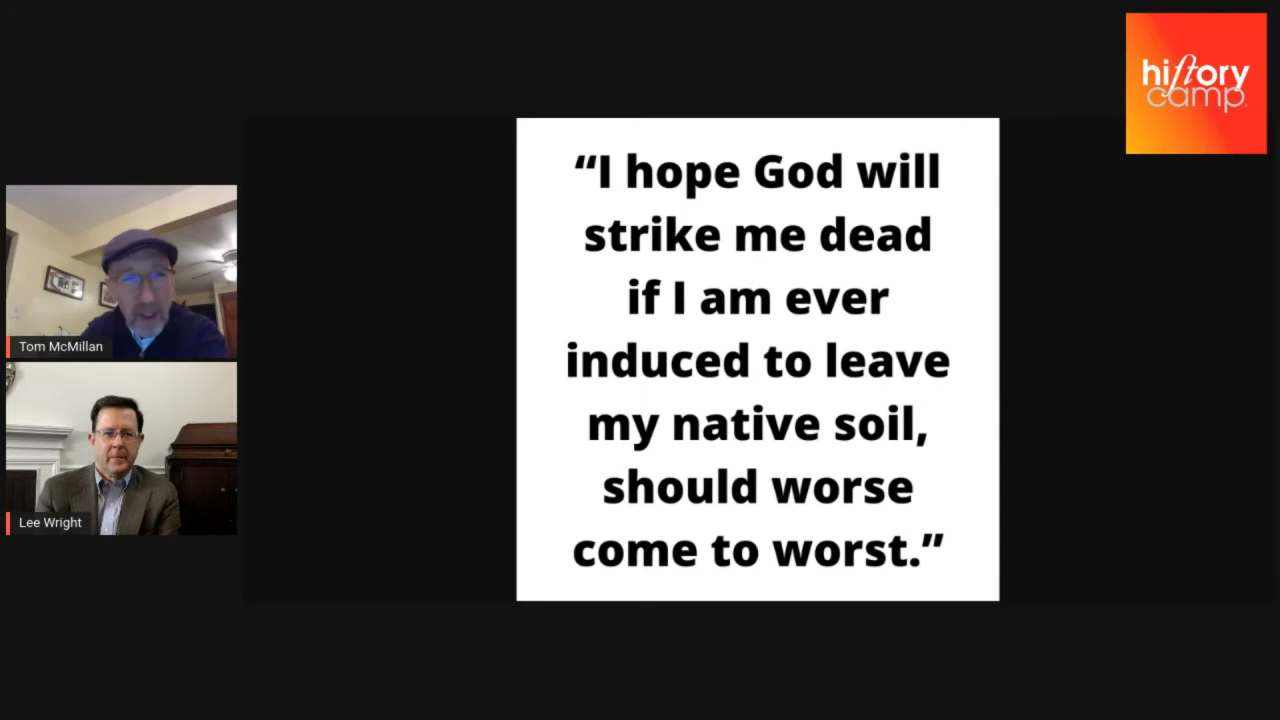 hiſtory
camp
“I hope God will
strike me dead
if I am ever
induced to leave
my native soil,
should worse
come to worst.”
Tom McMillan
Lee Wright